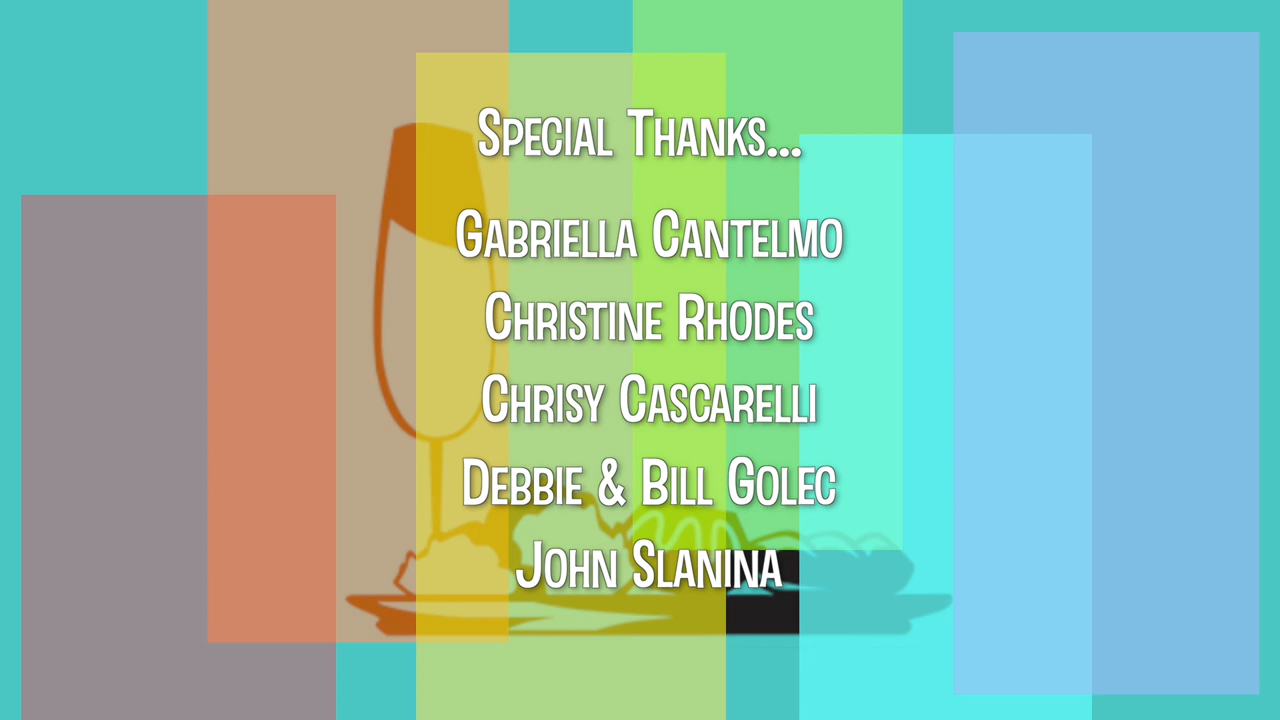 Special Thanks...
Gabriella Cantelmo
Christine Rhodes
Chrisy Cascarelli
Debbie & Bill Golec
John Slanina